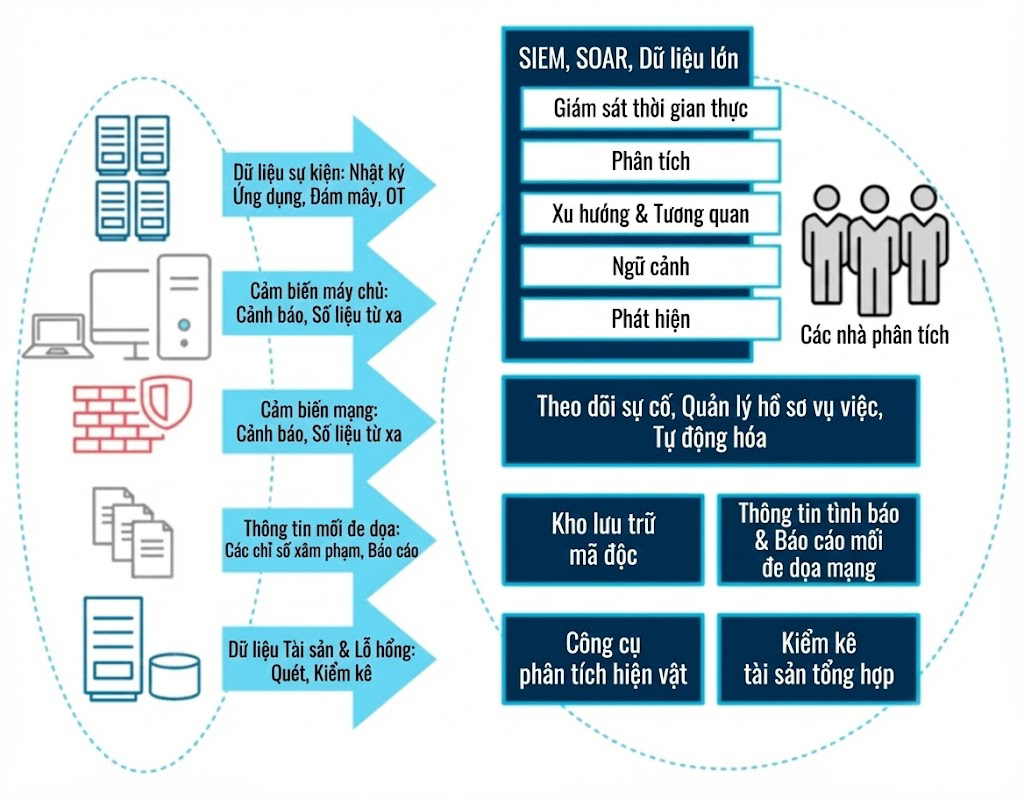 SIEM, SOAR, Dữ liệu lớn
Giám sát thời gian thực
Phân tích
Xu hướng & Tương quan
Ngữ cảnh
Phát hiện
Các nhà phân tích
Dữ liệu sự kiện: Nhật ký
Ứng dụng, Đám mây, OT
Cảm biến máy chủ:
Cảnh báo, Số liệu từ xa
Cảm biến mạng:
Cảnh báo, Số liệu từ xa
Thông tin mối đe dọa:
Các chỉ số xâm phạm, Báo cáo
Dữ liệu Tài sản & Lỗ hổng:
Quét, Kiểm kê
Theo dõi sự cố, Quản lý hồ sơ vụ việc,
Tự động hóa
Kho lưu trữ
mã độc
Thông tin tình báo
& Báo cáo mối
đe dọa mạng
Công cụ
phân tích hiện vật
Kiểm kê
tài sản tổng hợp